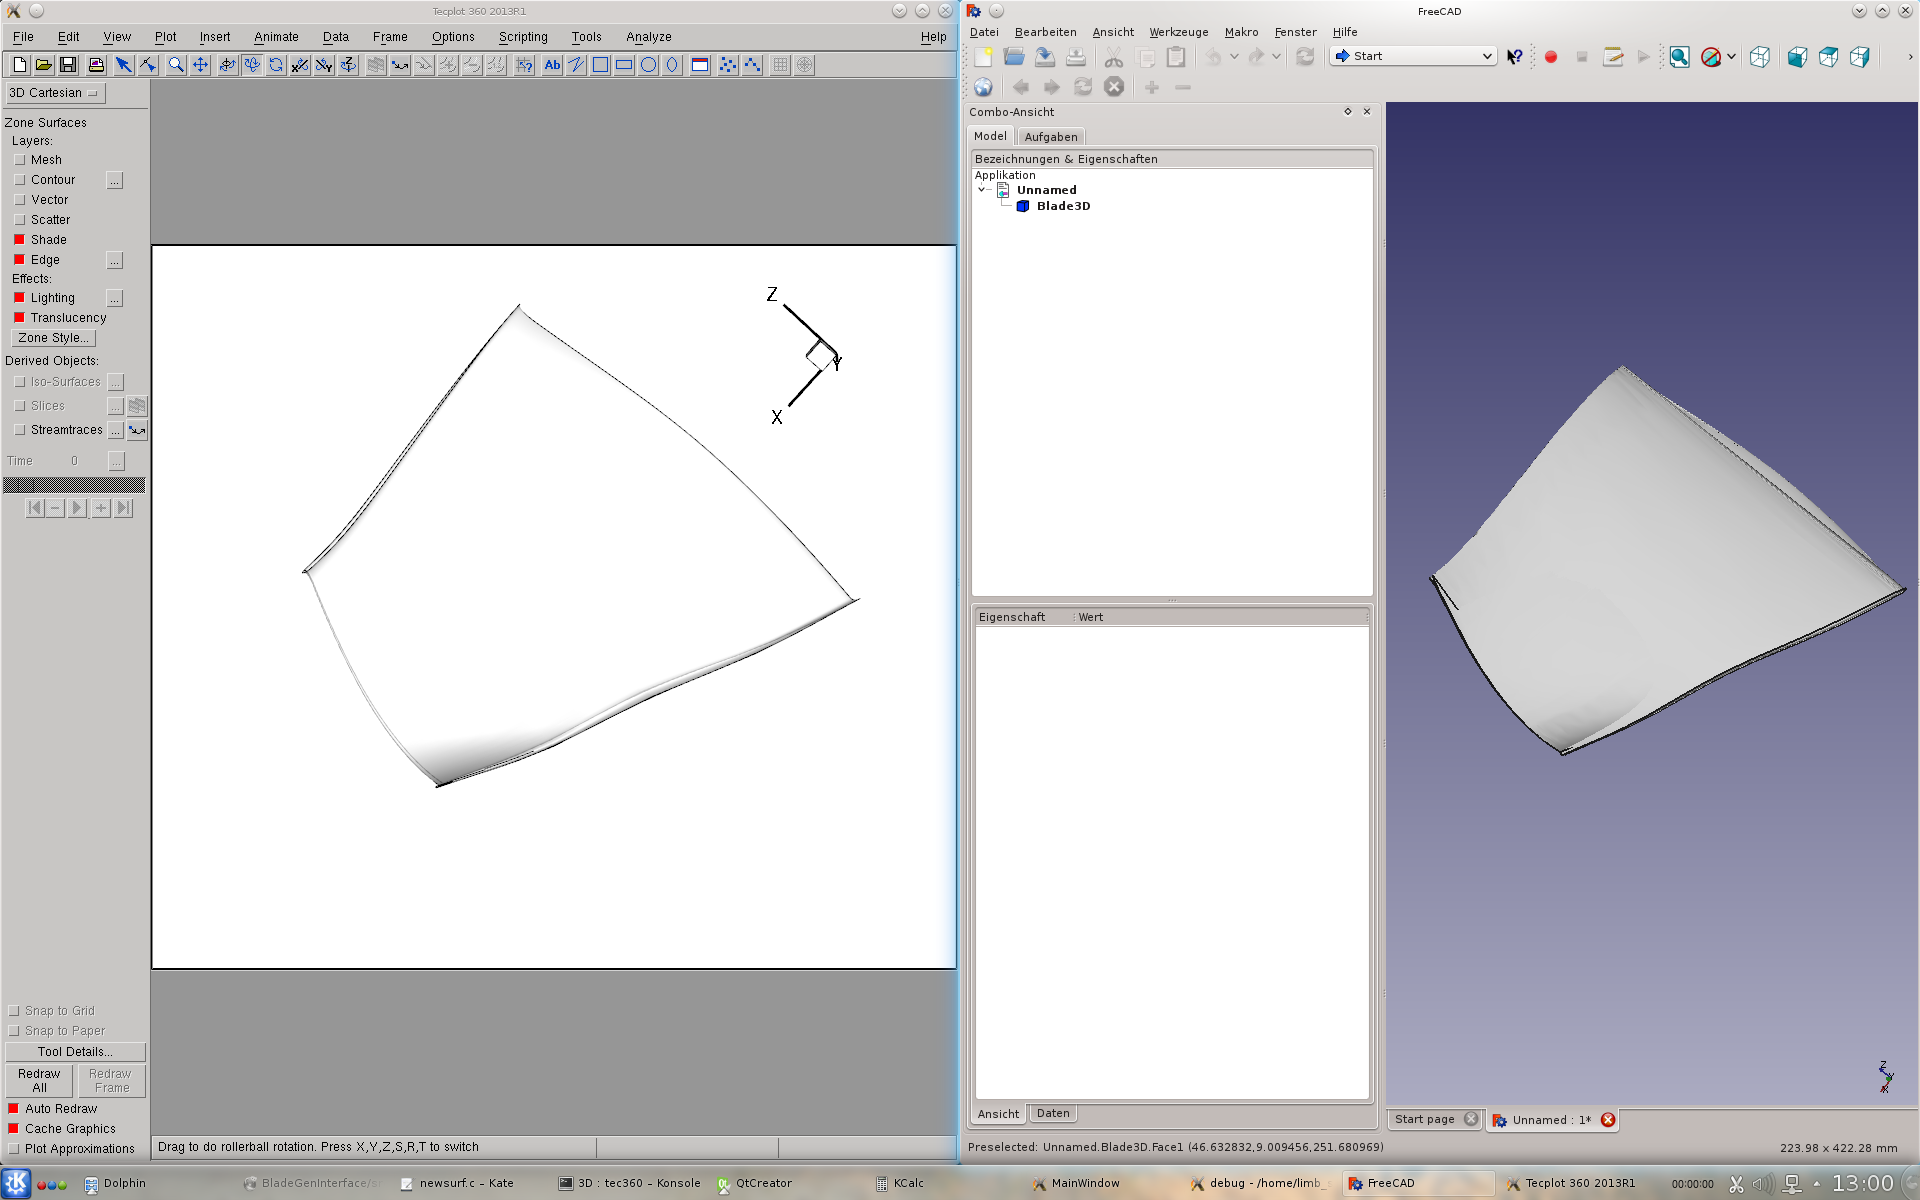 Tecplot 360 2013R1
File Edit View Plot Insert Animate Data Frame Options Scripting Tools Analyze Help
Ab
3D Cartesian
Zone Surfaces
Layers:
Mesh
Contour ...
Vector
Scatter
Shade
Edge ...
Effects:
Lighting ...
Translucency
Zone Style...
Derived Objects:
Iso-Surfaces ...
Slices ...
Streamtraces ...
Time 0 ...
Z
Y
X
Snap to Grid
Snap to Paper
Tool Details...
Redraw All
Redraw Frame
Auto Redraw
Cache Graphics
Plot Approximations
Drag to do rollerball rotation. Press X,Y,Z,S,R,T to switch
FreeCAD
Datei Bearbeiten Ansicht Werkzeuge Makro Fenster Hilfe
Start
Combo-Ansicht
Model Aufgaben
Bezeichnungen & Eigenschaften
Applikation
Unnamed
Blade3D
Eigenschaft Wert
Ansicht Daten
Z
Y
X
Start page Unnamed : 1*
Preselected: Unnamed.Blade3D.Face1 (46.632832,9.009456,251.680969)
223.98 x 422.28 mm
Dolphin BladeGenInterface/s newsurf.c – Kate 3D : tec360 – Konsole QtCreator KCalc MainWindow debug - /home/limb_ FreeCAD Tecplot 360 2013R1 00:00:00 13:00